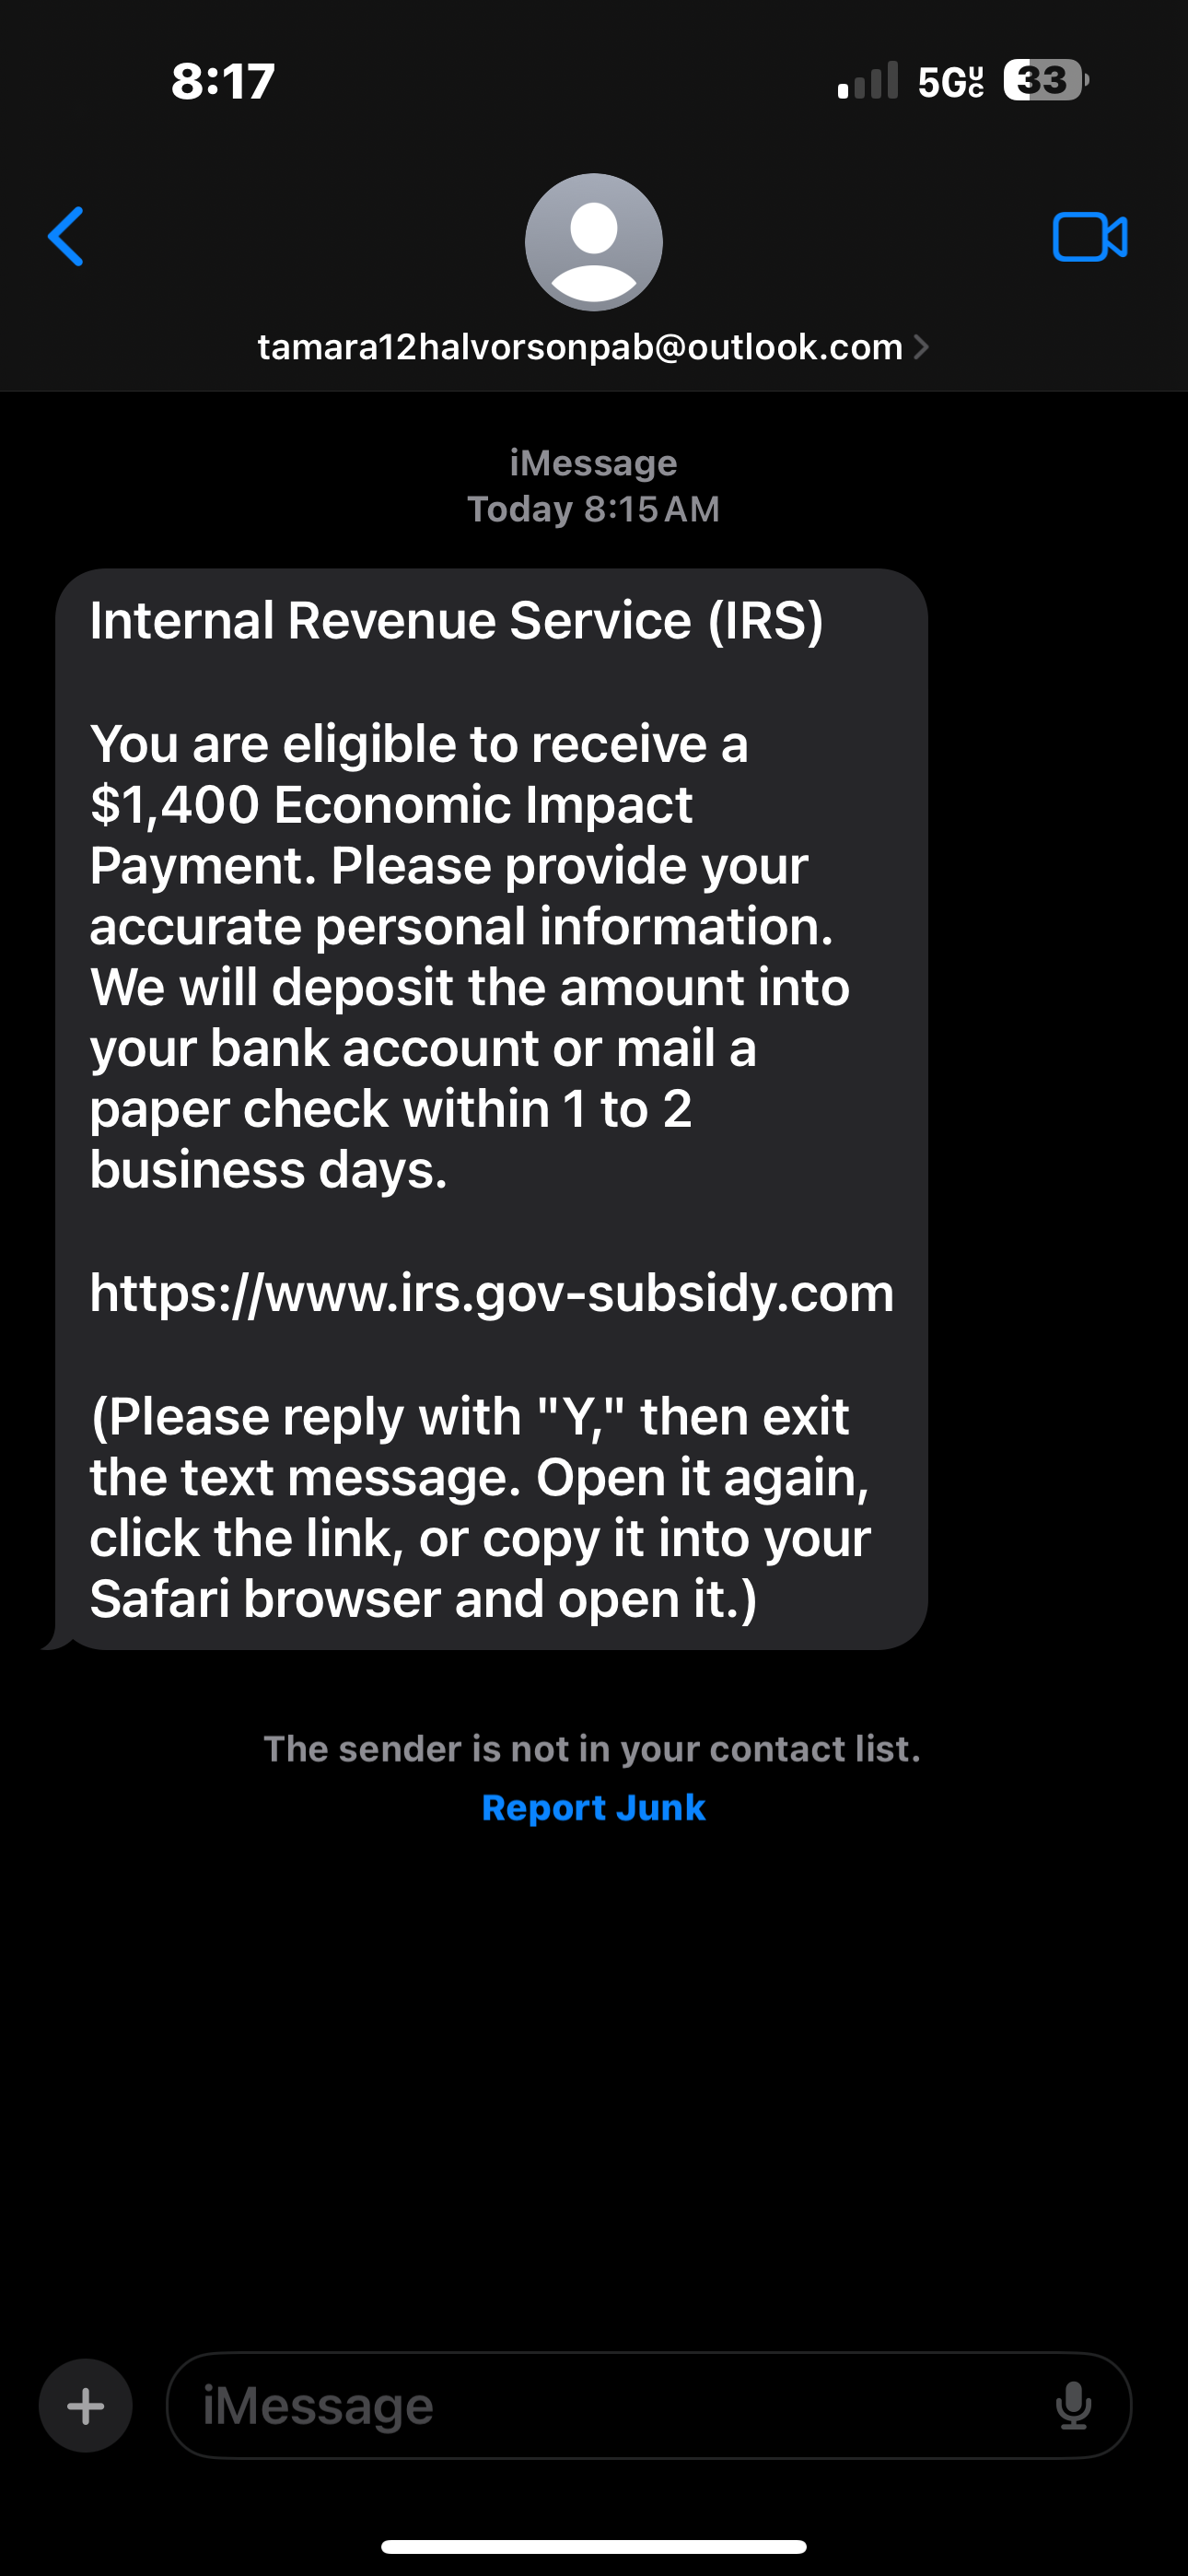 8:17
5GUC
33
tamara12halvorsonpab@outlook.com
iMessage
Today 8:15 AM
Internal Revenue Service (IRS)
You are eligible to receive a
$1,400 Economic Impact
Payment. Please provide your
accurate personal information.
We will deposit the amount into
your bank account or mail a
paper check within 1 to 2
business days.
https://www.irs.gov-subsidy.com
(Please reply with "Y," then exit
the text message. Open it again,
click the link, or copy it into your
Safari browser and open it.)
The sender is not in your contact list.
Report Junk
iMessage